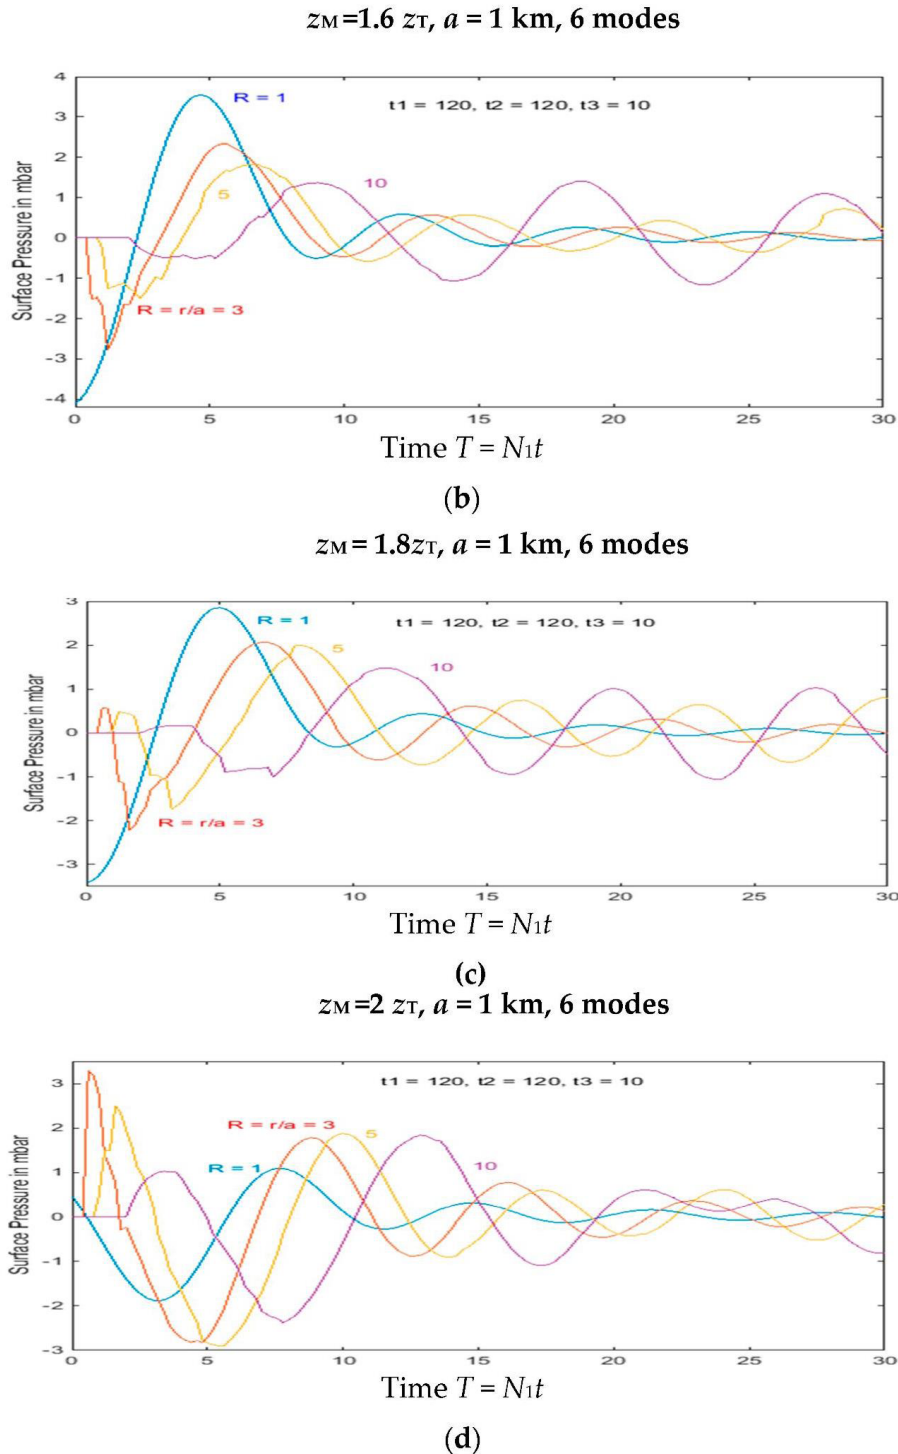 zM =1.6 zT, a = 1 km, 6 modes
4
R = 1
t1 = 120, t2 = 120, t3 = 10
3
2
5
10
1
0
-1
R = r/a = 3
-2
-3
-4
Surface Pressure in mbar
0 5 10 15 20 25 30
Time T = N1t
(b)
zM = 1.8zT, a = 1 km, 6 modes
3
R = 1
t1 = 120, t2 = 120, t3 = 10
5
2
10
1
0
-1
-2
R = r/a = 3
-3
Surface Pressure in mbar
0 5 10 15 20 25 30
Time T = N1t
(c)
zM =2 zT, a = 1 km, 6 modes
t1 = 120, t2 = 120, t3 = 10
3
R = r/a = 3
5
2
R = 1
10
1
0
-1
-2
-3
Surface Pressure in mbar
0 5 10 15 20 25 30
Time T = N1t
(d)